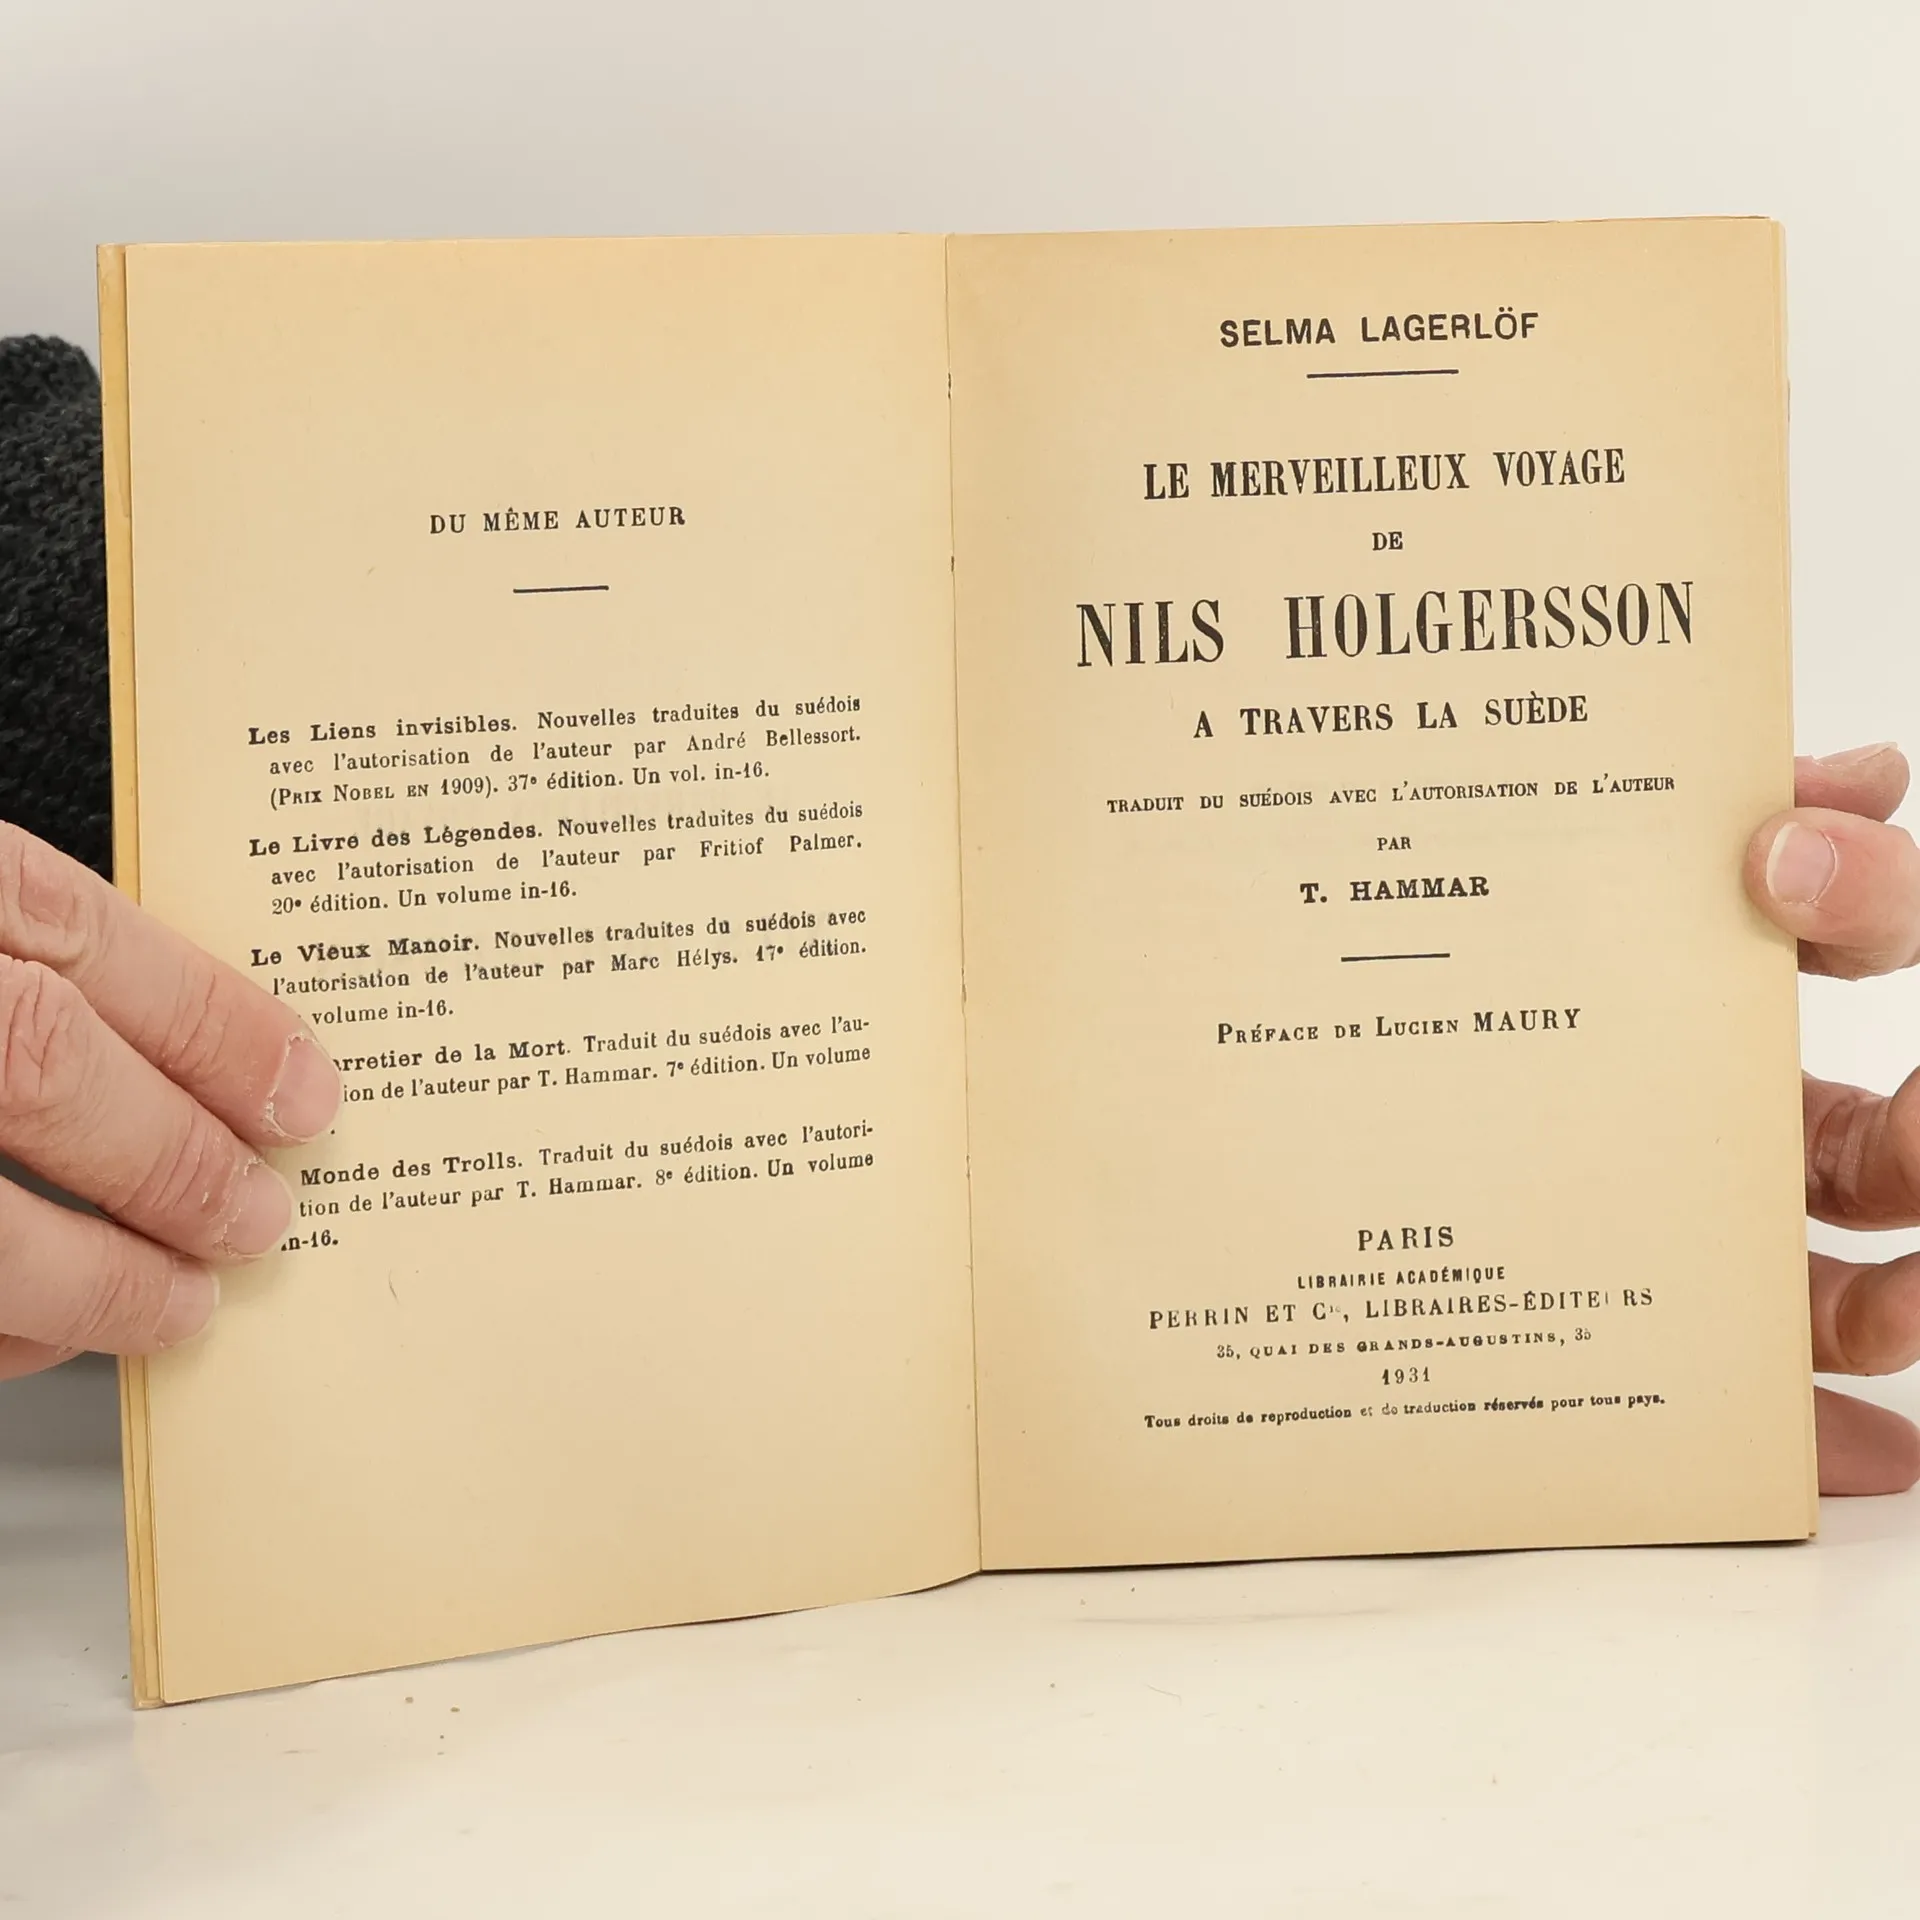 DU MÊME AUTEUR
Les Liens invisibles. Nouvelles traduites du suédois
avec l'autorisation de l'auteur par André Bellessort.
(PRIX NOBEL EN 1909). 37e édition. Un vol. in-16.
Le Livre des Légendes. Nouvelles traduites du suédois
avec l'autorisation de l'auteur par Fritiof Palmer.
20e édition. Un volume in-16.
Le Vieux Manoir. Nouvelles traduites du suédois avec
l'autorisation de l'auteur par Marc Hélys. 17e édition.
volume in-16.
rretier de la Mort. Traduit du suédois avec l'au-
ion de l'auteur par T. Hammar. 7e édition. Un volume
Monde des Trolls. Traduit du suédois avec l'autori-
tion de l'auteur par T. Hammar. 8e édition. Un volume
in-16.
SELMA LAGERLÖF
LE MERVEILLEUX VOYAGE
DE
NILS HOLGERSSON
A TRAVERS LA SUÈDE
TRADUIT DU SUÉDOIS AVEC L'AUTORISATION DE L'AUTEUR
PAR
T. HAMMAR
PRÉFACE DE LUCIEN MAURY
PARIS
LIBRAIRIE ACADÉMIQUE
PERRIN ET Cie, LIBRAIRES-ÉDITEURS
35, QUAI DES GRANDS-AUGUSTINS, 35
1931
Tous droits de reproduction et de traduction réservés pour tous pays.